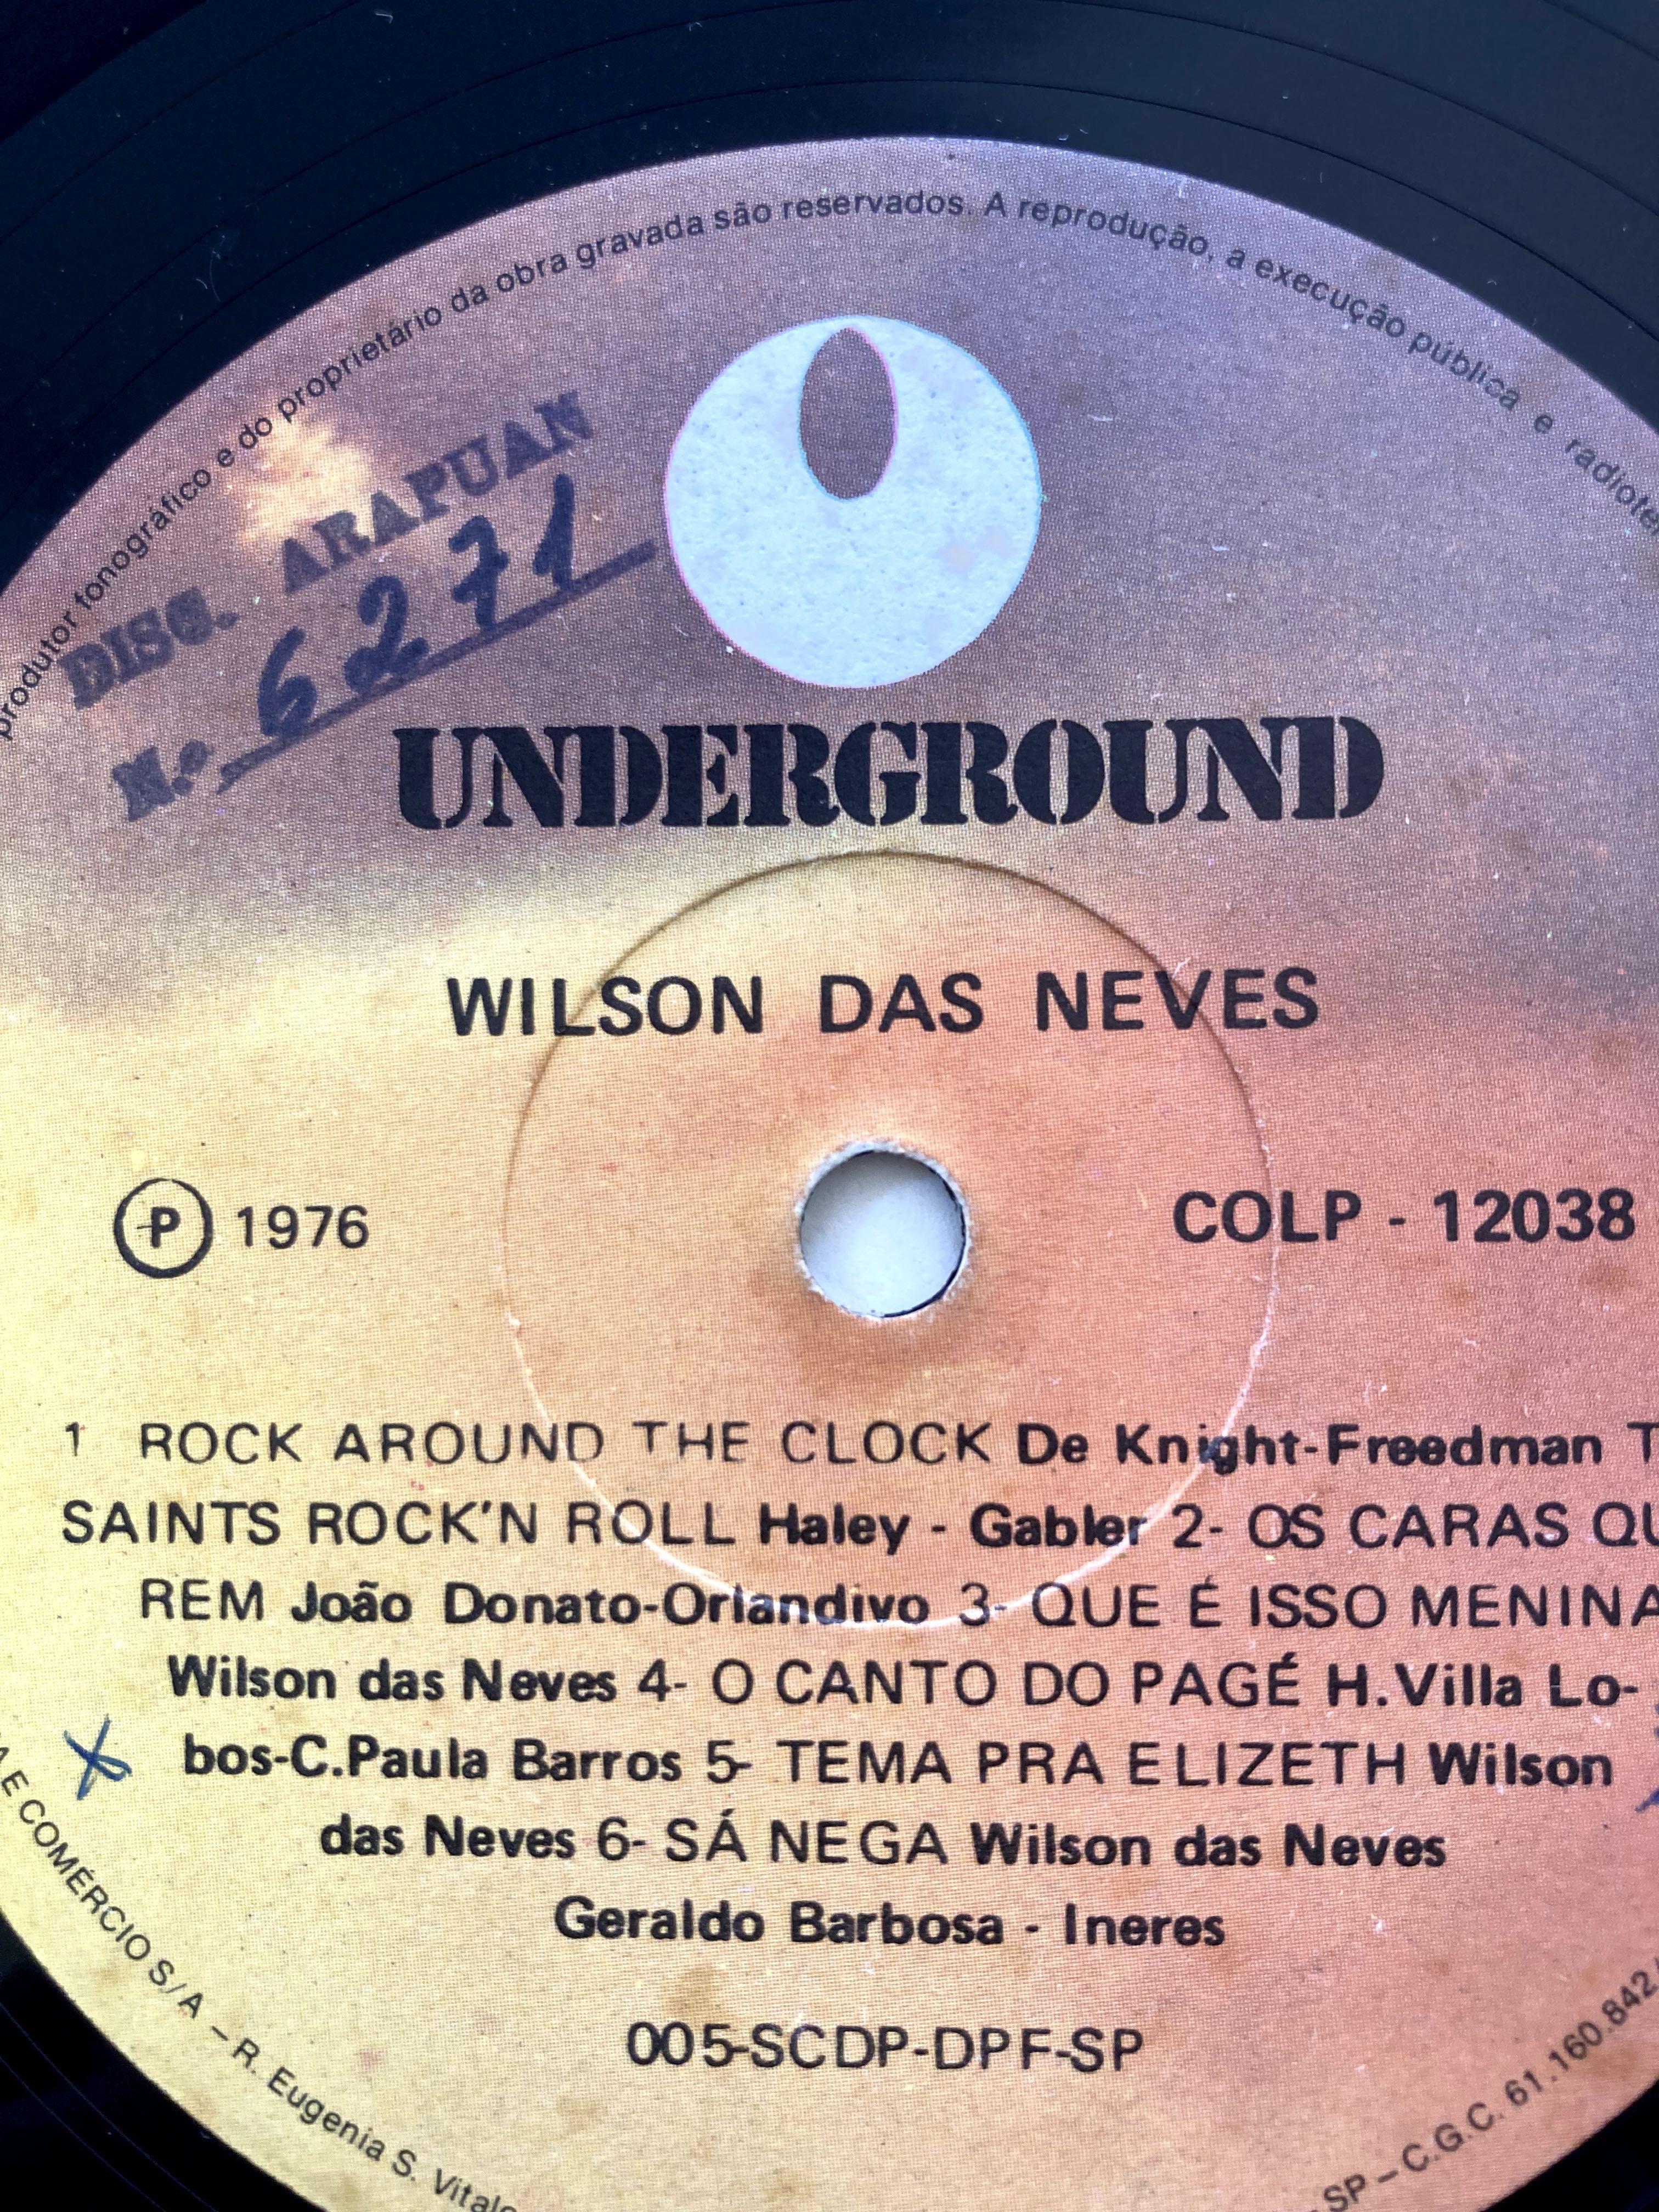 produtor fonográfico e do proprietário da obra gravada são reservados. A reprodução, a execução pública e
DISC. ARAPUAN
N.o 6271
UNDERGROUND
WILSON DAS NEVES
P 1976
COLP - 12038
1 ROCK AROUND THE CLOCK De Knight-Freedman
SAINTS ROCK'N ROLL Haley - Gabler 2- OS CARAS
REM João Donato-Orlandivo 3- QUE É ISSO MENINA
Wilson das Neves 4- O CANTO DO PAGÉ H.Villa Lo-
bos-C.Paula Barros 5- TEMA PRA ELIZETH Wilson
das Neves 6- SÁ NEGA Wilson das Neves
Geraldo Barbosa - Ineres
005-SCDP-DPF-SP
E COMÉRCIO S/A – R. Eugenia S.
SP – C.G.C. 61.160.842